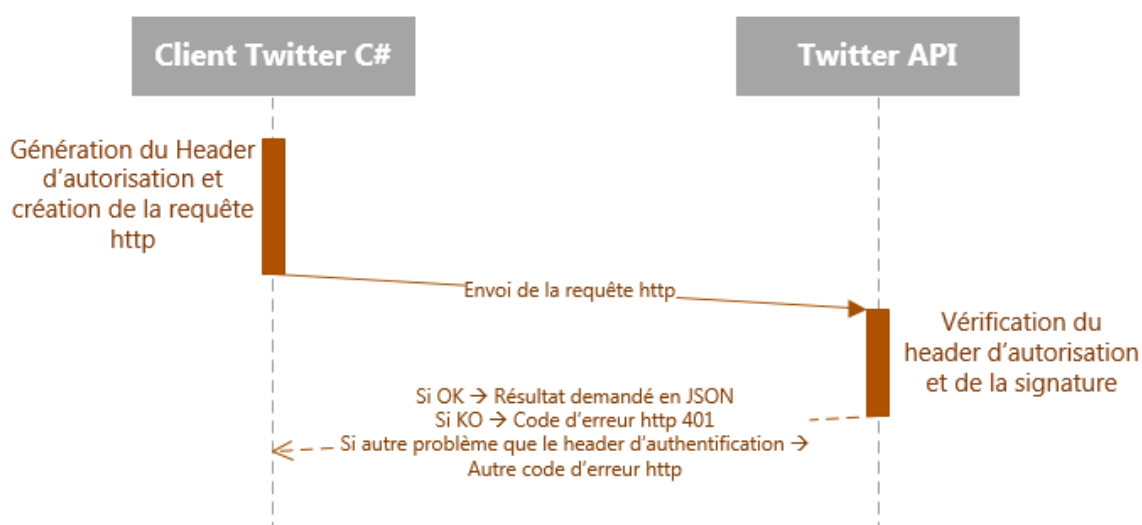 Client Twitter C#
Twitter API
Génération du Header
d'autorisation et
création de la requête
http
Envoi de la requête http
Vérification du
header d'autorisation
et de la signature
Si OK → Résultat demandé en JSON
Si KO → Code d'erreur http 401
Si autre problème que le header d'authentification →
Autre code d'erreur http